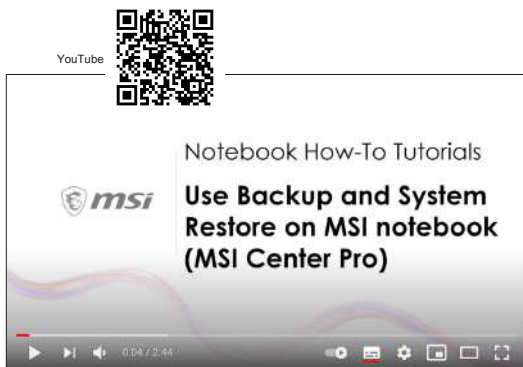 YouTube
Notebook How-To Tutorials
msi
Use Backup and System
Restore on MSI notebook
(MSI Center Pro)
0:04 / 2:44